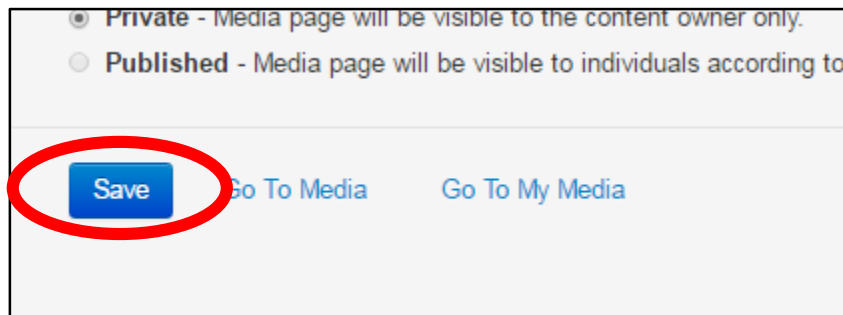 Private - Media page will be visible to the content owner only.
Published - Media page will be visible to individuals according to
Save Go To Media Go To My Media